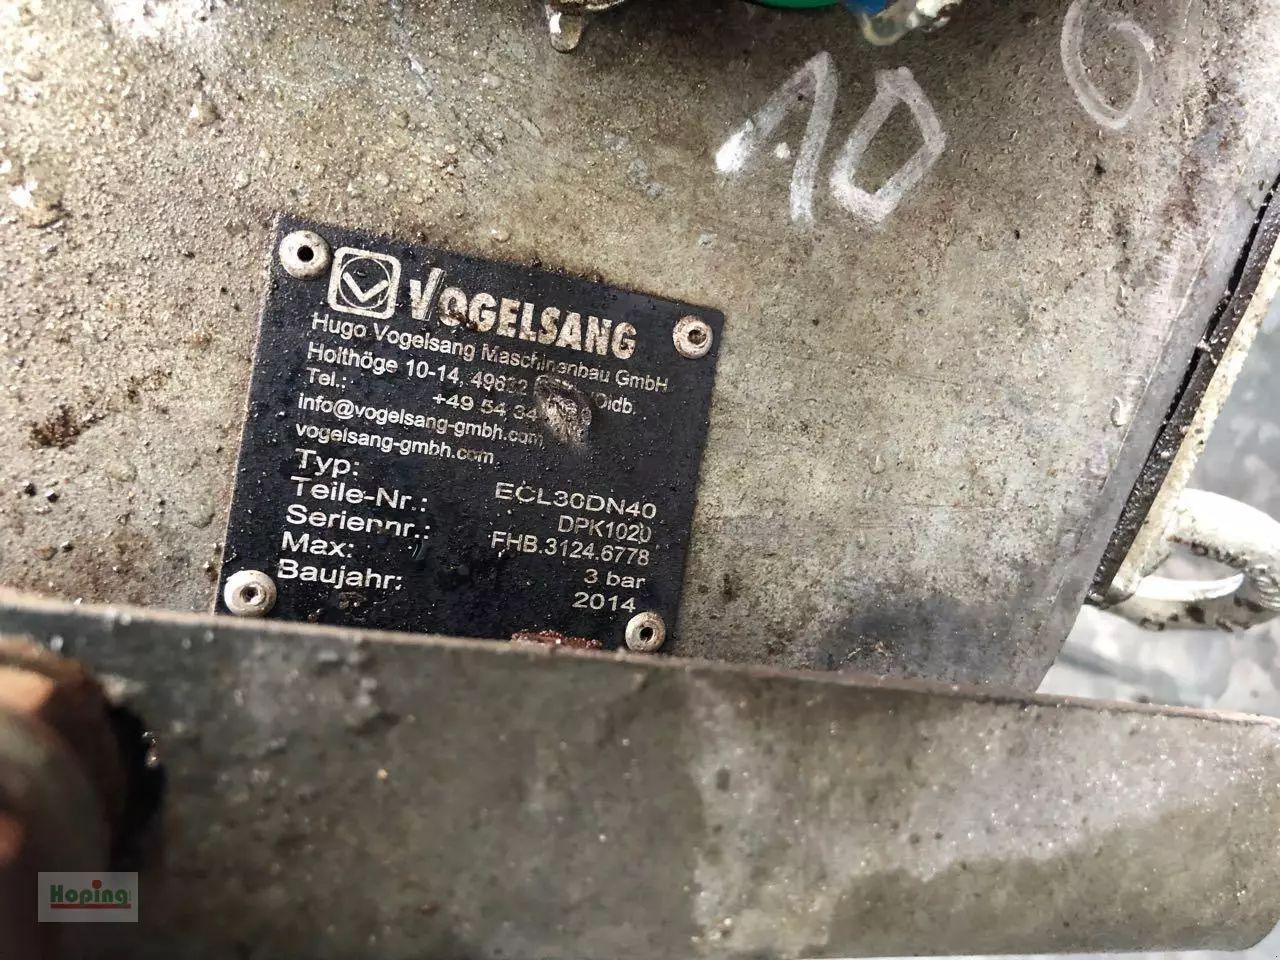 10 6
VOGELSANG
Hugo Vogelsang Maschinenbau GmbH
Holthöge 10-14, 49632 /Oldb.
Tel.: +49 54 34
info@vogelsang-gmbh.com
vogelsang-gmbh.com
Typ: ECL30DN40
Teile-Nr.: DPK1020
Seriennr.: FHB.3124.6778
Max: 3 bar
Baujahr: 2014
Hoping